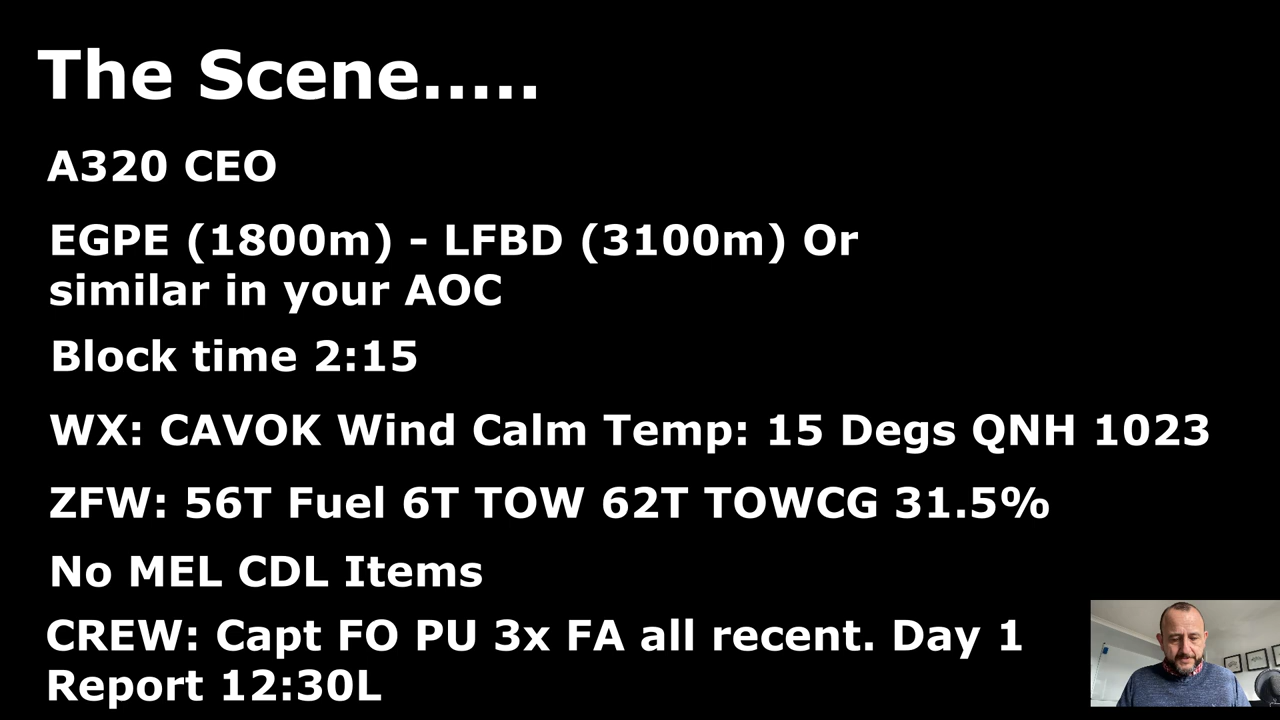 The Scene.....
A320 CEO
EGPE (1800m) - LFBD (3100m) Or
similar in your AOC
Block time 2:15
WX: CAVOK Wind Calm Temp: 15 Degs QNH 1023
ZFW: 56T Fuel 6T TOW 62T TOWCG 31.5%
No MEL CDL Items
CREW: Capt FO PU 3x FA all recent. Day 1
Report 12:30L